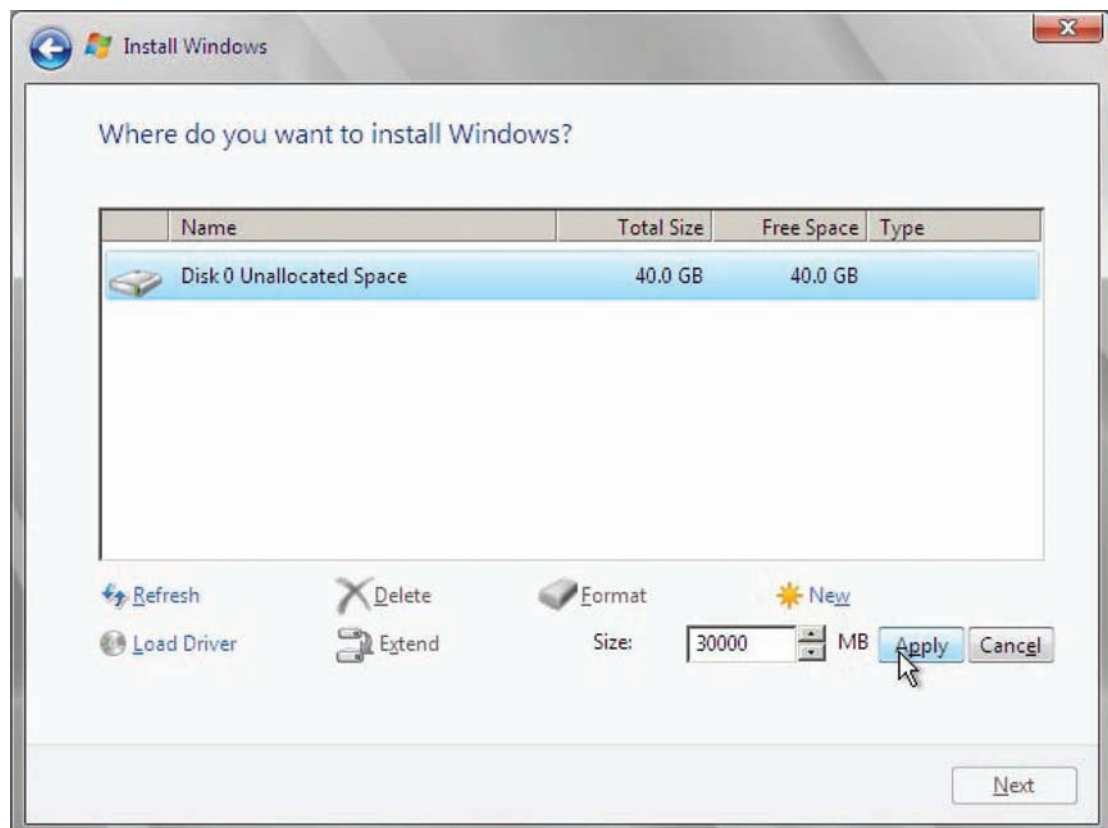 Install Windows
Where do you want to install Windows?
Name Total Size Free Space Type
Disk 0 Unallocated Space 40.0 GB 40.0 GB
Refresh Delete Format New
Load Driver Extend Size: 30000 MB Apply Cancel
Next